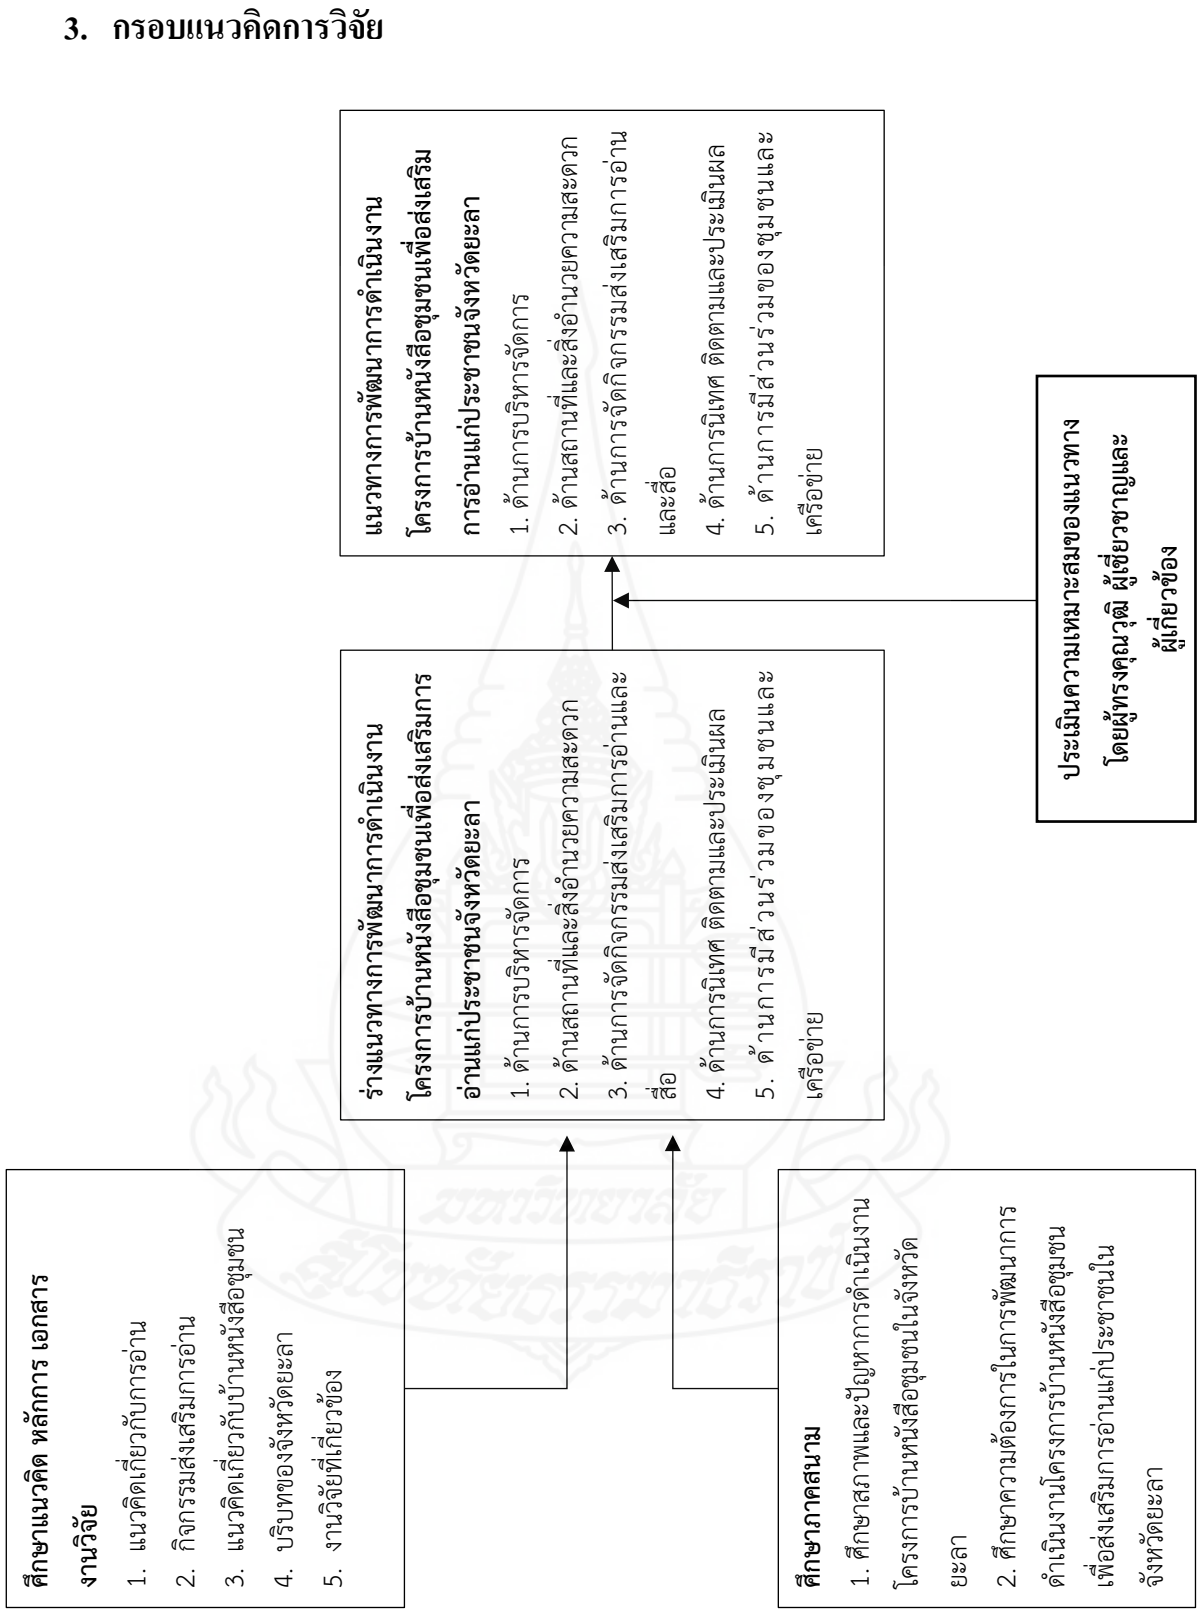 3. กรอบแนวคิดการวิจัย
ศึกษาแนวคิด หลักการ เอกสาร
งานวิจัย
1. แนวคิดเกี่ยวกับการอ่าน
2. กิจกรรมส่งเสริมการอ่าน
3. แนวคิดเกี่ยวกับบ้านหนังสือชุมชน
4. บริบทของจังหวัดยะลา
5. งานวิจัยที่เกี่ยวข้อง
ศึกษาภาคสนาม
1. ศึกษาสภาพและปัญหาการดำเนินงาน
โครงการบ้านหนังสือชุมชนในจังหวัด
ยะลา
2. ศึกษาความต้องการในการพัฒนาการ
ดำเนินงานโครงการบ้านหนังสือชุมชน
เพื่อส่งเสริมการอ่านแก่ประชาชนใน
จังหวัดยะลา
ร่างแนวทางการพัฒนาการดำเนินงาน
โครงการบ้านหนังสือชุมชนเพื่อส่งเสริมการ
อ่านแก่ประชาชนจังหวัดยะลา
1. ด้านการบริหารจัดการ
2. ด้านสถานที่และสิ่งอำนวยความสะดวก
3. ด้านการจัดกิจกรรมส่งเสริมการอ่านและ
สื่อ
4. ด้านการนิเทศ ติดตามและประเมินผล
5. ด้านการมีส่วนร่วมของชุมชนและ
เครือข่าย
แนวทางการพัฒนาการดำเนินงาน
โครงการบ้านหนังสือชุมชนเพื่อส่งเสริม
การอ่านแก่ประชาชนจังหวัดยะลา
1. ด้านการบริหารจัดการ
2. ด้านสถานที่และสิ่งอำนวยความสะดวก
3. ด้านการจัดกิจกรรมส่งเสริมการอ่าน
และสื่อ
4. ด้านการนิเทศ ติดตามและประเมินผล
5. ด้านการมีส่วนร่วมของชุมชนและ
เครือข่าย
ประเมินความเหมาะสมของแนวทาง
โดยผู้ทรงคุณวุฒิ ผู้เชี่ยวชาญและ
ผู้เกี่ยวข้อง
มหาวิทยาลัย
สุโขทัยธรรมาธิราช